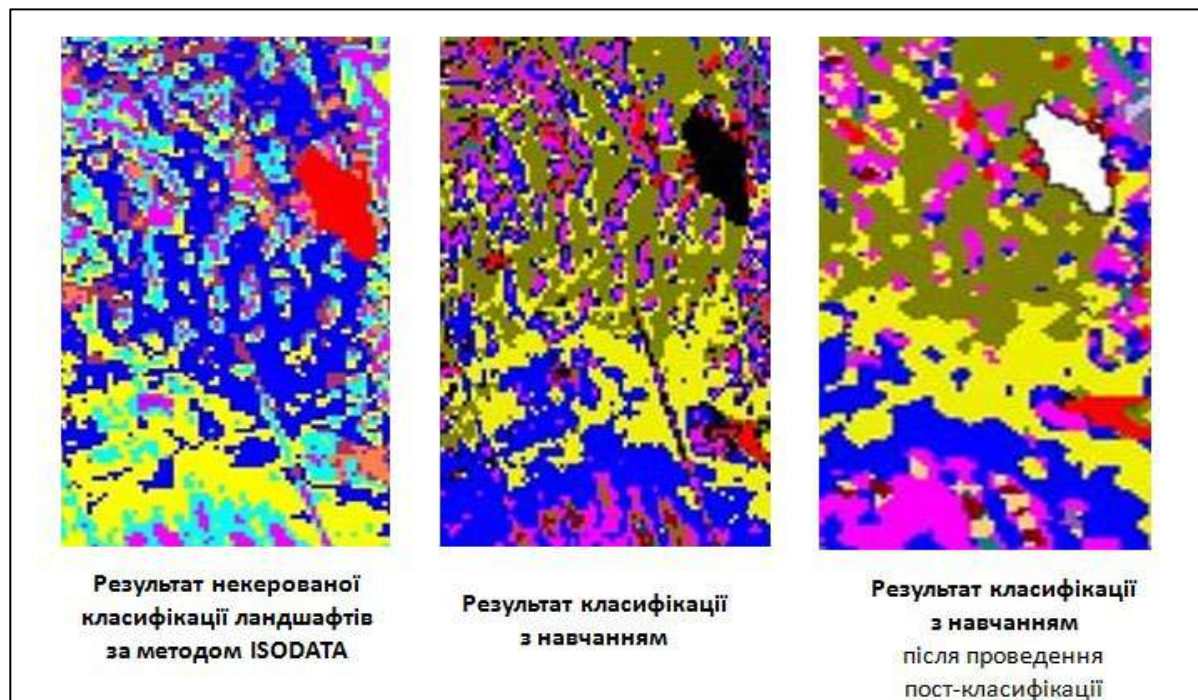 Результат некерованої
класифікації ландшафтів
за методом ISODATA
Результат класифікації
з навчанням
Результат класифікації
з навчанням
після проведення
пост-класифікації